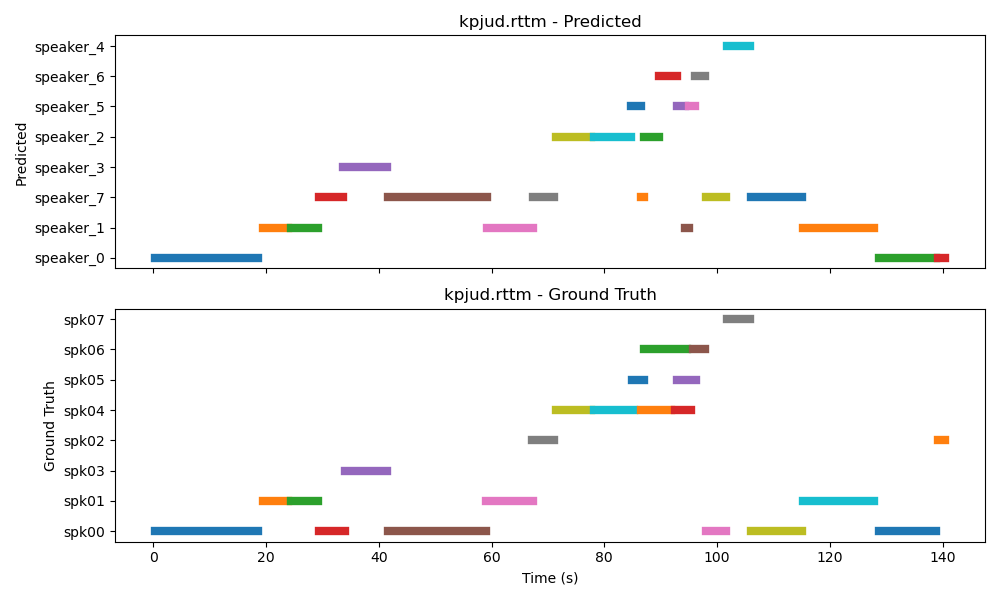 kpjud.rttm - Predicted
speaker_4
speaker_6
speaker_5
speaker_2
speaker_3
speaker_7
speaker_1
speaker_0
Predicted
kpjud.rttm - Ground Truth
spk07
spk06
spk05
spk04
spk02
spk03
spk01
spk00
Ground Truth
0 20 40 60 80 100 120 140
Time (s)